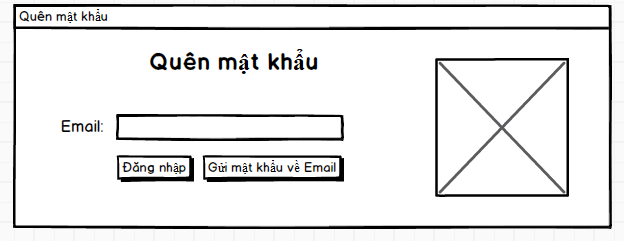 Quên mật khẩu
Quên mật khẩu
Email:
Đăng nhập Gửi mật khẩu về Email